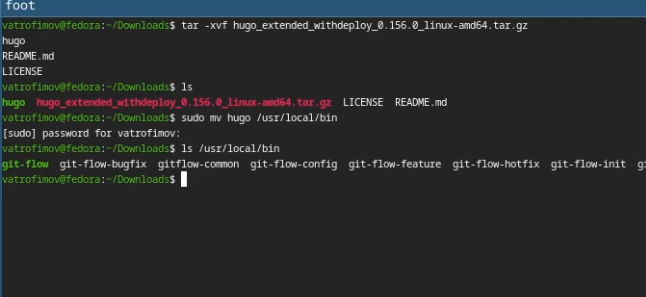 foot
vatrofimov@fedora:~/Downloads$ tar -xvf hugo_extended_withdeploy_0.156.0_linux-amd64.tar.gz
hugo
README.md
LICENSE
vatrofimov@fedora:~/Downloads$ ls
hugo  hugo_extended_withdeploy_0.156.0_linux-amd64.tar.gz  LICENSE  README.md
vatrofimov@fedora:~/Downloads$ sudo mv hugo /usr/local/bin
[sudo] password for vatrofimov:
vatrofimov@fedora:~/Downloads$ ls /usr/local/bin
git-flow  git-flow-bugfix  gitflow-common  git-flow-config  git-flow-feature  git-flow-hotfix  git-flow-init
vatrofimov@fedora:~/Downloads$